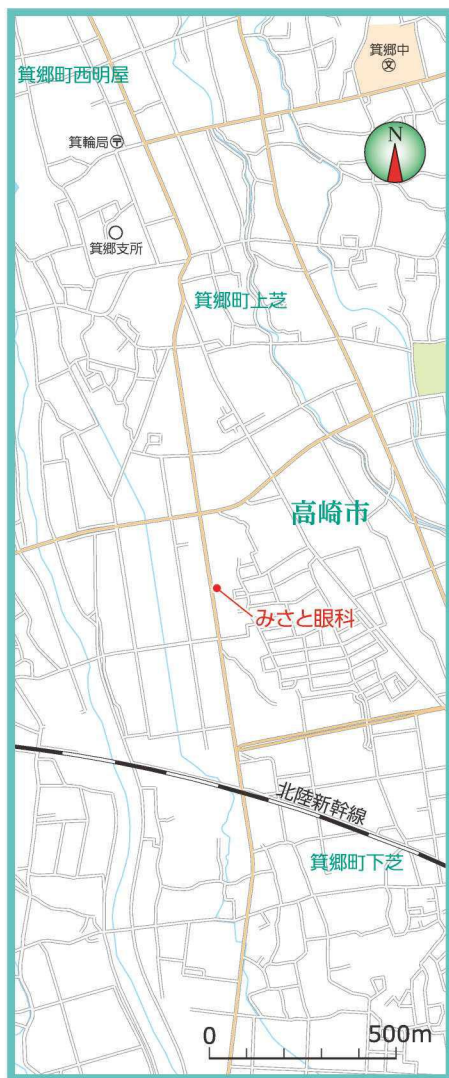 箕郷中
文
箕郷町西明屋
N
箕輪局〒
箕郷支所
箕郷町上芝
高崎市
みさと眼科
北陸新幹線
箕郷町下芝
0 500m